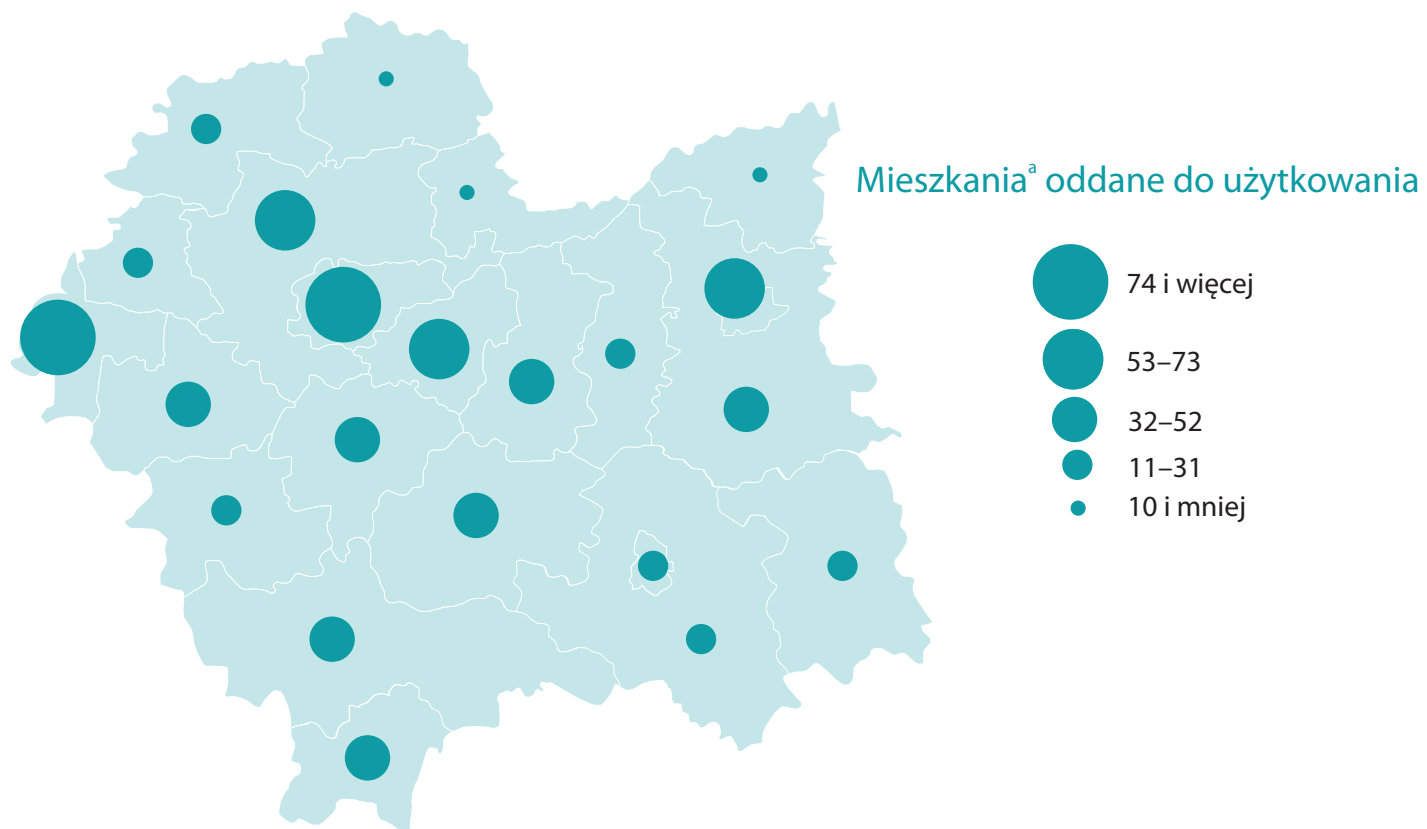 Mieszkaniaª oddane do użytkowania
74 i więcej
53–73
32–52
11–31
10 i mniej